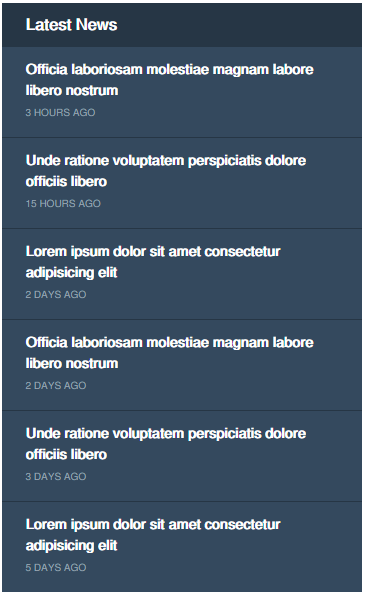 Latest News
Officia laboriosam molestiae magnam labore
libero nostrum
3 HOURS AGO
Unde ratione voluptatem perspiciatis dolore
officiis libero
15 HOURS AGO
Lorem ipsum dolor sit amet consectetur
adipisicing elit
2 DAYS AGO
Officia laboriosam molestiae magnam labore
libero nostrum
2 DAYS AGO
Unde ratione voluptatem perspiciatis dolore
officiis libero
3 DAYS AGO
Lorem ipsum dolor sit amet consectetur
adipisicing elit
5 DAYS AGO